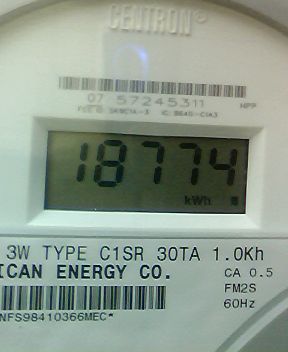 CENTRON®
07 57245311
HPP
18774
kWh
3W TYPE C1SR 30TA 1.0Kh
ICAN ENERGY CO.
CA 0.5
FM2S
60Hz
NFS98410366MEC*